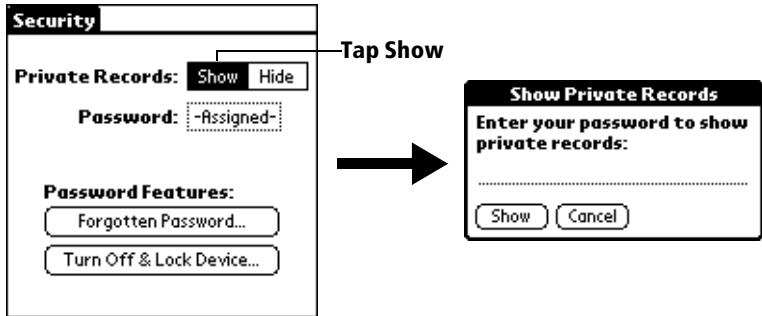 Security
Tap Show
Private Records: Show Hide
Password: -Assigned-
Password Features:
Forgotten Password...
Turn Off & Lock Device...
Show Private Records
Enter your password to show
private records:
Show Cancel